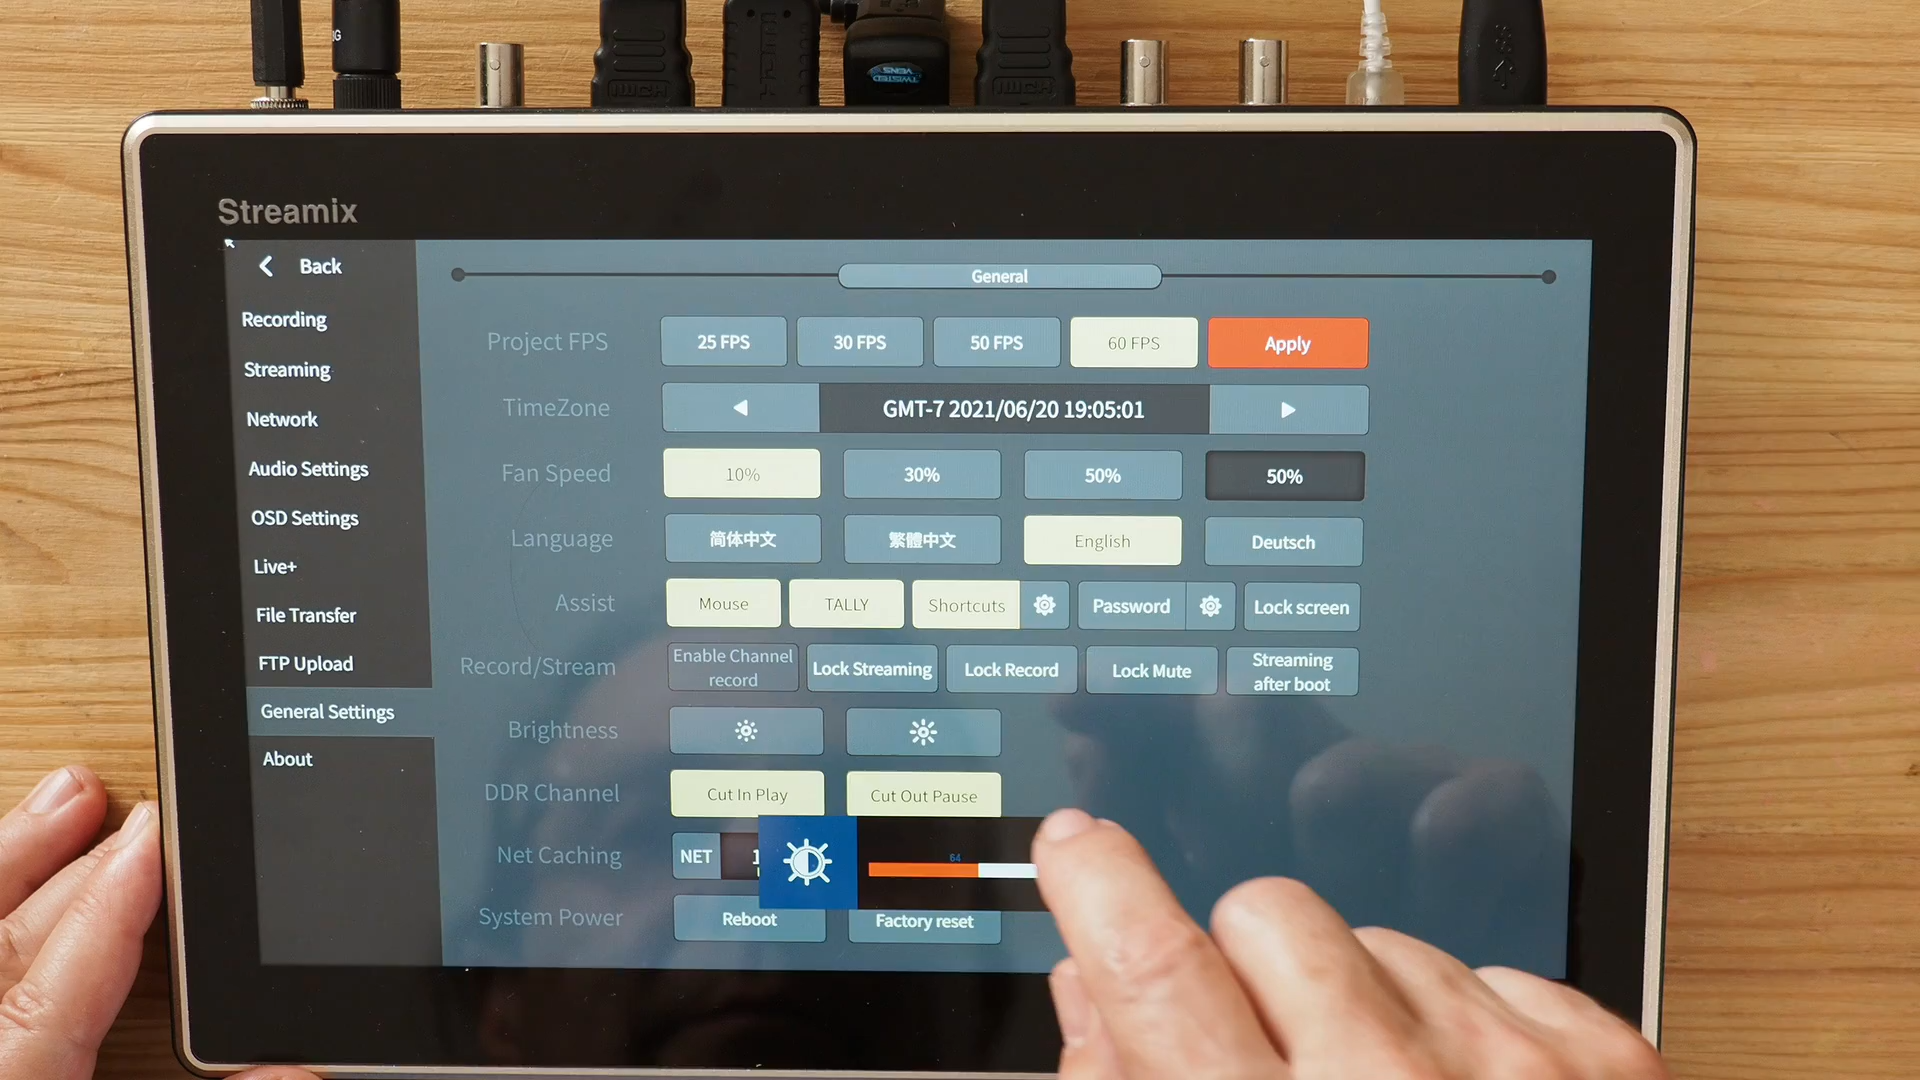 Streamix
Back
General
Recording
Streaming
Network
Audio Settings
OSD Settings
Live+
File Transfer
FTP Upload
General Settings
About
Project FPS 25 FPS 30 FPS 50 FPS 60 FPS Apply
TimeZone GMT-7 2021/06/20 19:05:01
Fan Speed 10% 30% 50% 50%
Language 简体中文 繁體中文 English Deutsch
Assist Mouse TALLY Shortcuts Password Lock screen
Record/Stream Enable Channel record Lock Streaming Lock Record Lock Mute Streaming after boot
Brightness
DDR Channel Cut In Play Cut Out Pause
Net Caching NET
64
System Power Reboot Factory reset